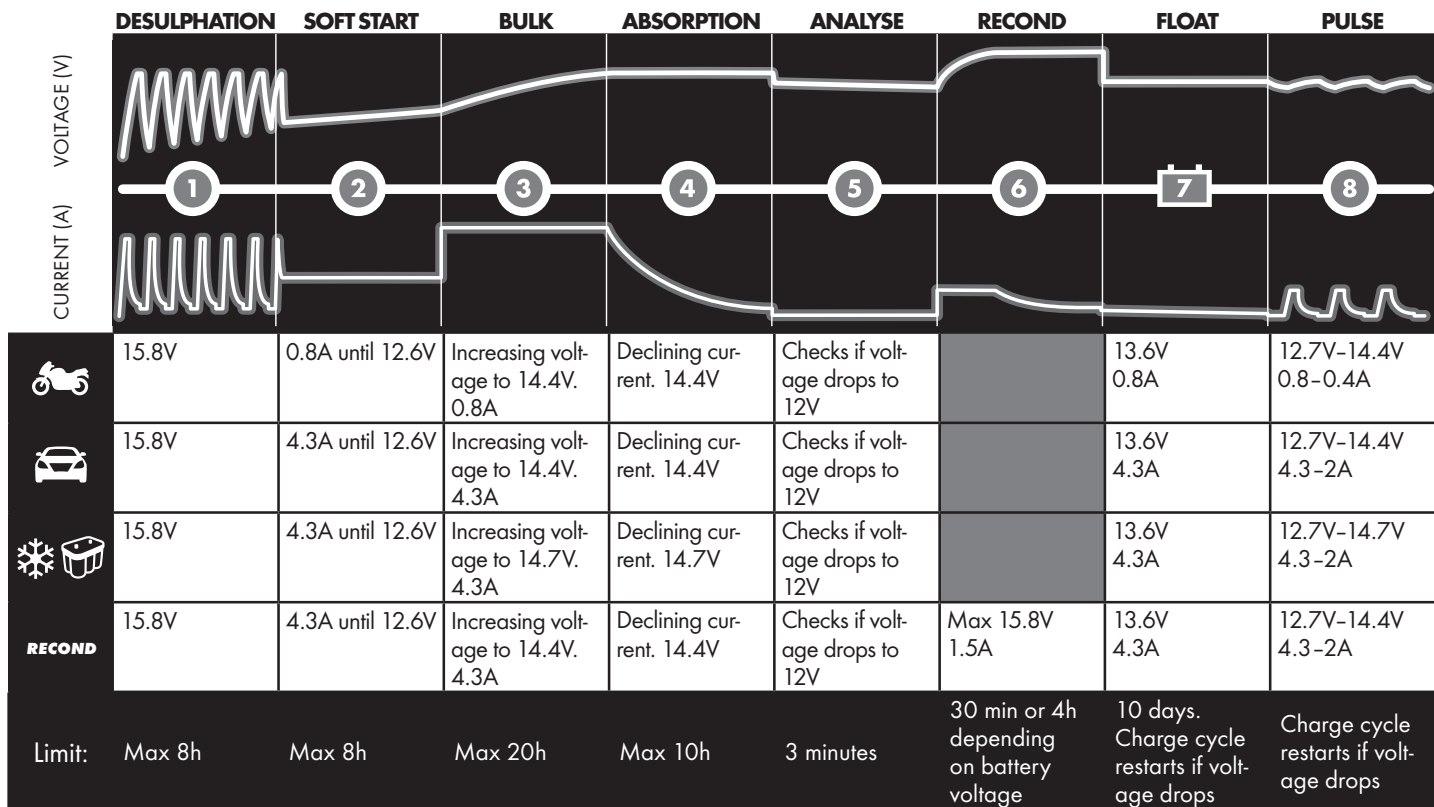 DESULPHATION SOFT START BULK ABSORPTION ANALYSE RECOND FLOAT PULSE
VOLTAGE (V)
1 2 3 4 5 6 7 8
CURRENT (A)
15.8V
0.8A until 12.6V
Increasing volt-
age to 14.4V.
0.8A
Declining cur-
rent. 14.4V
Checks if volt-
age drops to
12V
13.6V
0.8A
12.7V–14.4V
0.8–0.4A
15.8V
4.3A until 12.6V
Increasing volt-
age to 14.4V.
4.3A
Declining cur-
rent. 14.4V
Checks if volt-
age drops to
12V
13.6V
4.3A
12.7V–14.4V
4.3–2A
15.8V
4.3A until 12.6V
Increasing volt-
age to 14.7V.
4.3A
Declining cur-
rent. 14.7V
Checks if volt-
age drops to
12V
13.6V
4.3A
12.7V–14.7V
4.3–2A
RECOND
15.8V
4.3A until 12.6V
Increasing volt-
age to 14.4V.
4.3A
Declining cur-
rent. 14.4V
Checks if volt-
age drops to
12V
Max 15.8V
1.5A
13.6V
4.3A
12.7V–14.4V
4.3–2A
Limit:
Max 8h
Max 8h
Max 20h
Max 10h
3 minutes
30 min or 4h
depending
on battery
voltage
10 days.
Charge cycle
restarts if volt-
age drops
Charge cycle
restarts if volt-
age drops